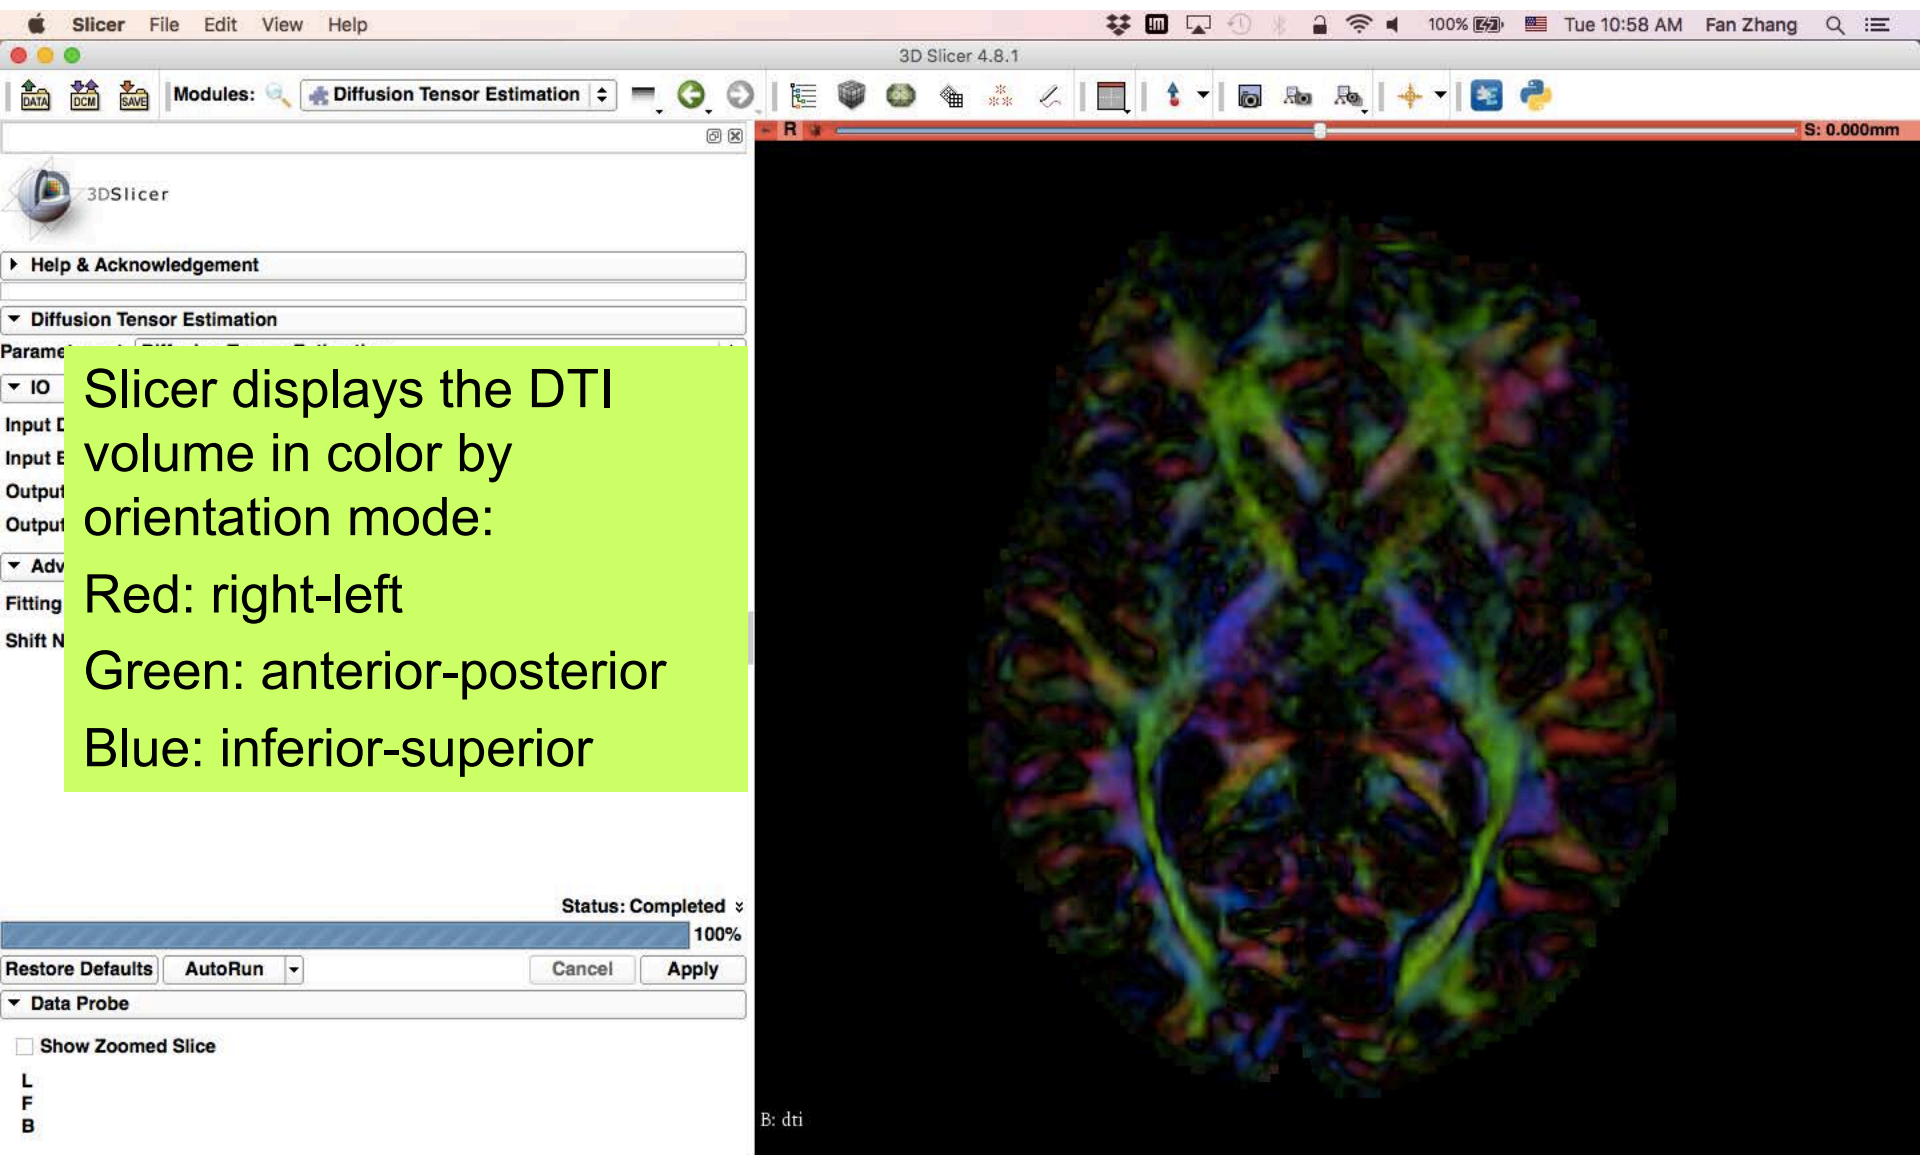 Slicer File Edit View Help 100% Tue 10:58 AM Fan Zhang
3D Slicer 4.8.1
DATA DCM SAVE Modules: Diffusion Tensor Estimation
R S: 0.000mm
3DSlicer
Help & Acknowledgement
Diffusion Tensor Estimation
IO
Input
Input
Output
Output
Fitting
Shift
Slicer displays the DTI
volume in color by
orientation mode:
Red: right-left
Green: anterior-posterior
Blue: inferior-superior
Status: Completed
100%
Restore Defaults AutoRun Cancel Apply
Data Probe
Show Zoomed Slice
L
F
B
B: dti